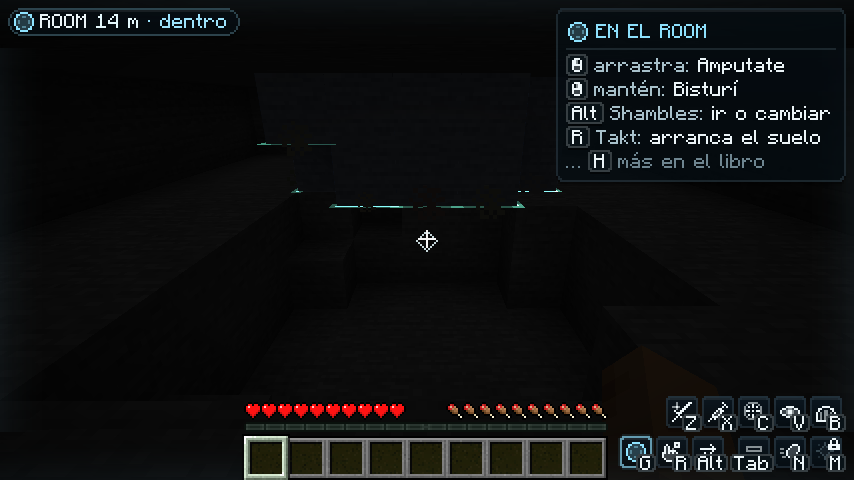 ROOM 14 m · dentro
EN EL ROOM
arrastra: Amputate
mantén: Bisturí
Alt Shambles: ir o cambiar
R Takt: arranca el suelo
... H más en el libro
Z X C V B
G R Alt Tab N M